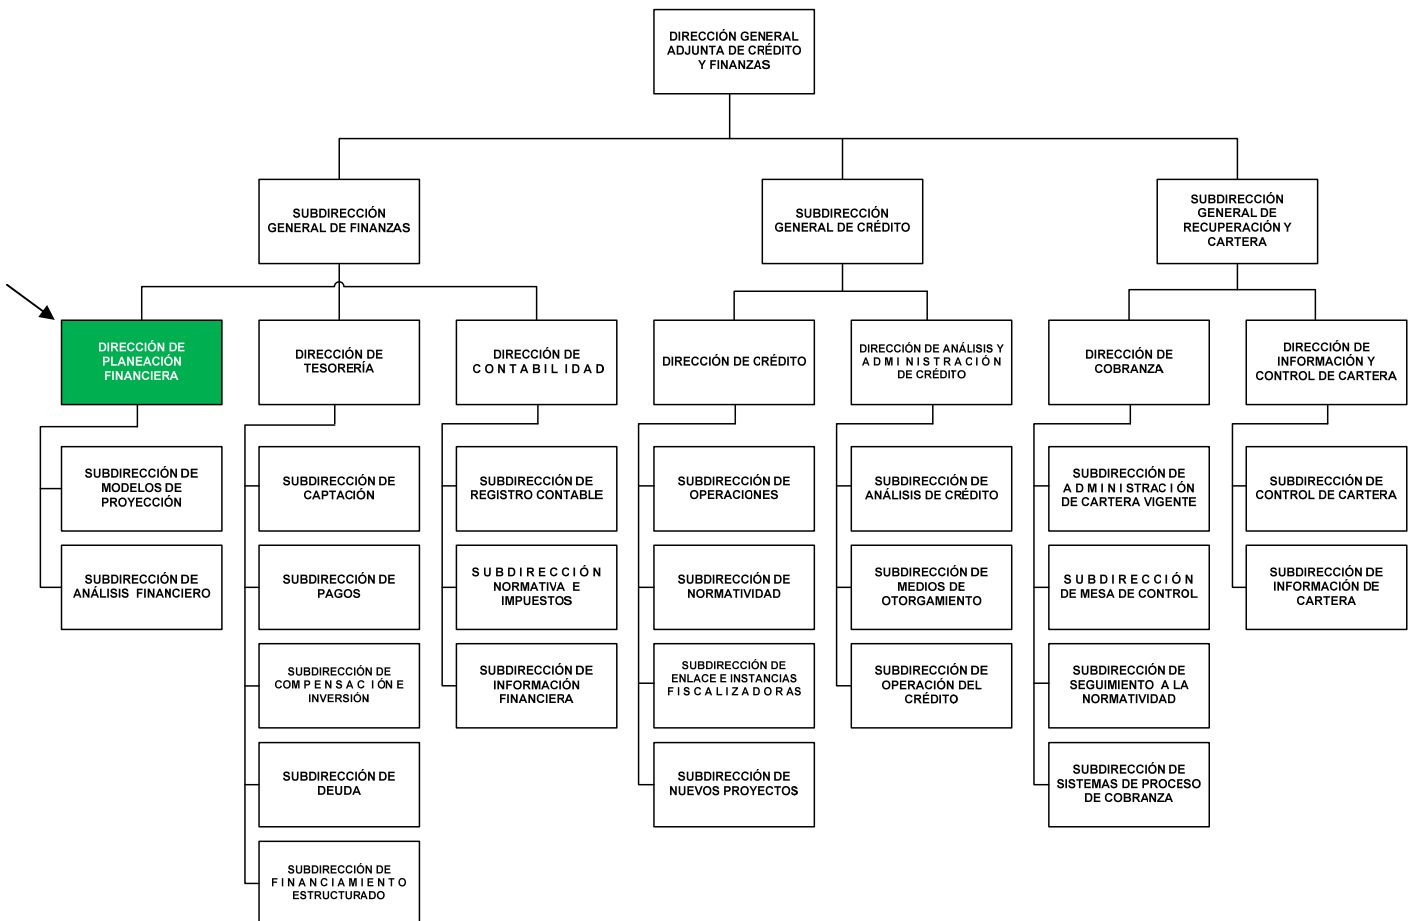 DIRECCIÓN GENERAL
ADJUNTA DE CRÉDITO
Y FINANZAS
SUBDIRECCIÓN
GENERAL DE FINANZAS
SUBDIRECCIÓN
GENERAL DE CRÉDITO
SUBDIRECCIÓN
GENERAL DE
RECUPERACIÓN Y
CARTERA
DIRECCIÓN DE
PLANEACIÓN
FINANCIERA
DIRECCIÓN DE
TESORERÍA
DIRECCIÓN DE
CONTABILIDAD
DIRECCIÓN DE CRÉDITO
DIRECCIÓN DE ANÁLISIS Y
ADMINISTRACIÓN
DE CRÉDITO
DIRECCIÓN DE
COBRANZA
DIRECCIÓN DE
INFORMACIÓN Y
CONTROL DE CARTERA
SUBDIRECCIÓN DE
MODELOS DE
PROYECCIÓN
SUBDIRECCIÓN DE
CAPTACIÓN
SUBDIRECCIÓN DE
REGISTRO CONTABLE
SUBDIRECCIÓN DE
OPERACIONES
SUBDIRECCIÓN DE
ANÁLISIS DE CRÉDITO
SUBDIRECCIÓN DE
ADMINISTRACIÓN
DE CARTERA VIGENTE
SUBDIRECCIÓN DE
CONTROL DE CARTERA
SUBDIRECCIÓN DE
ANÁLISIS FINANCIERO
SUBDIRECCIÓN DE
PAGOS
SUBDIRECCIÓN
NORMATIVA E
IMPUESTOS
SUBDIRECCIÓN DE
NORMATIVIDAD
SUBDIRECCIÓN DE
MEDIOS DE
OTORGAMIENTO
SUBDIRECCIÓN
DE MESA DE CONTROL
SUBDIRECCIÓN DE
INFORMACIÓN DE
CARTERA
SUBDIRECCIÓN DE
COMPENSACIÓN E
INVERSIÓN
SUBDIRECCIÓN DE
INFORMACIÓN
FINANCIERA
SUBDIRECCIÓN DE
ENLACE E INSTANCIAS
FISCALIZADORAS
SUBDIRECCIÓN DE
OPERACIÓN DEL
CRÉDITO
SUBDIRECCIÓN DE
SEGUIMIENTO A LA
NORMATIVIDAD
SUBDIRECCIÓN DE
DEUDA
SUBDIRECCIÓN DE
NUEVOS PROYECTOS
SUBDIRECCIÓN DE
SISTEMAS DE PROCESO
DE COBRANZA
SUBDIRECCIÓN DE
FINANCIAMIENTO
ESTRUCTURADO